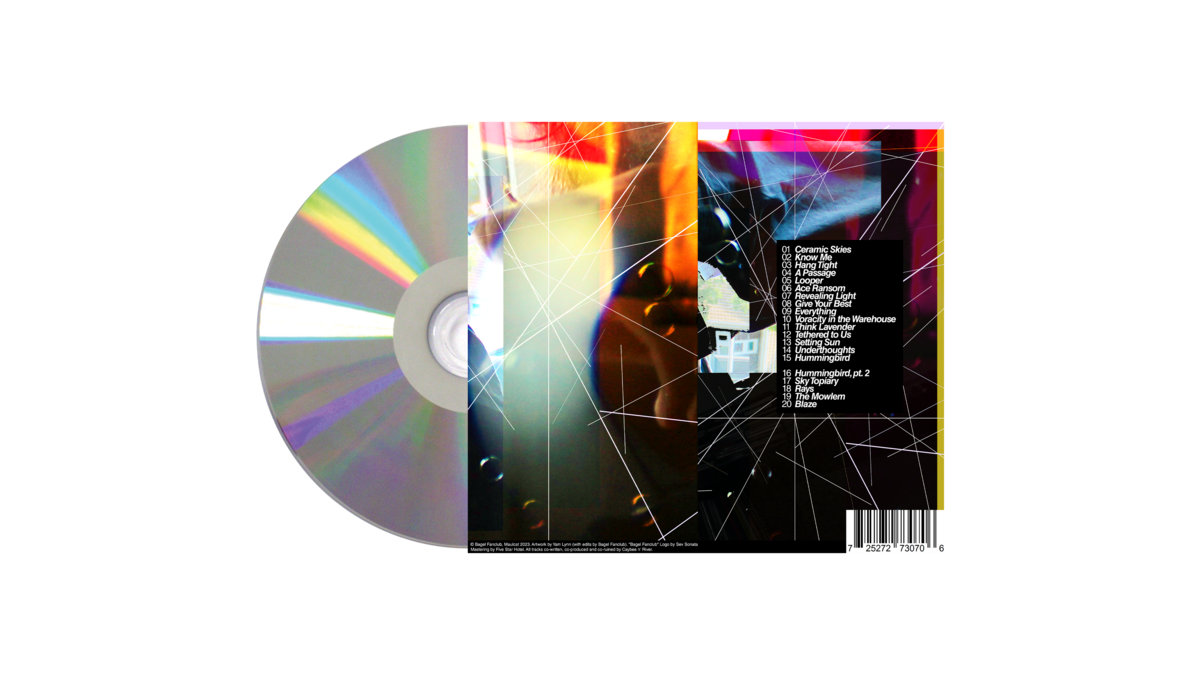 01 Ceramic Skies
02 Know Me
03 Hang Tight
04 A Passage
05 Looper
06 Ace Ransom
07 Revealing Light
08 Give Your Best
09 Everything
10 Voracity in the Warehouse
11 Think Lavender
12 Tethered to Us
13 Setting Sun
14 Underthoughts
15 Hummingbird
16 Hummingbird, pt. 2
17 Sky Topiary
18 Rays
19 The Mowlem
20 Blaze
© Bagel Fanclub, Maulcat 2023. Artwork by Yam Lynn (with edits by Bagel Fanclub). "Bagel Fanclub" Logo by Sex Sonata
Mastering by Five Star Hotel. All tracks co-written, co-produced and co-ruined by Caybee n' River.
7 25272 73070 6